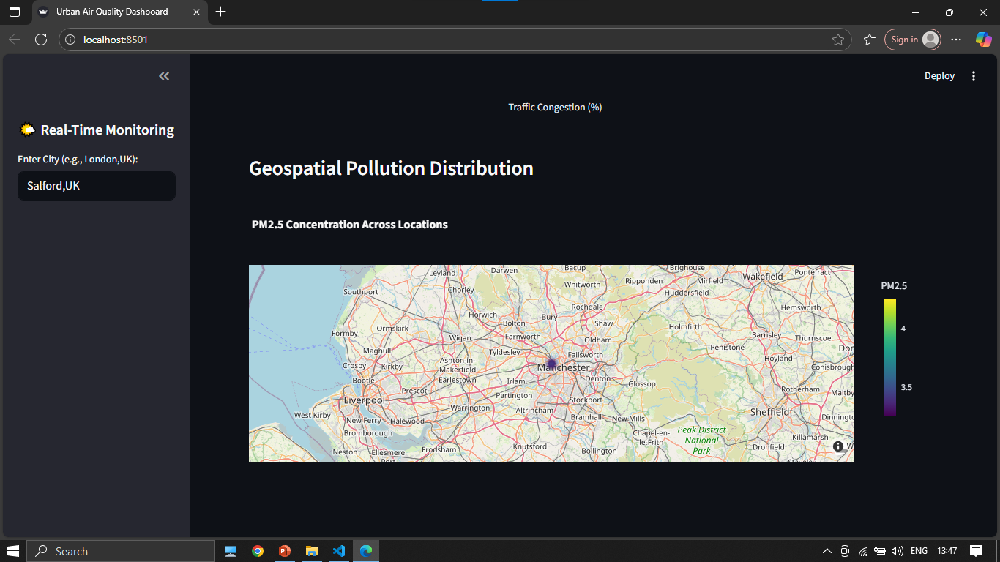 Urban Air Quality Dashboard
localhost:8501
Sign in
Deploy
Real-Time Monitoring
Enter City (e.g., London,UK):
Salford,UK
Traffic Congestion (%)
Geospatial Pollution Distribution
PM2.5 Concentration Across Locations
Leyland
Darwen
Bacup
Brighouse
Pontefract
Wakefield
Ripponden
Mirfield
Whitworth
Southport
Chorley
Huddersfield
Rochdale
Hemsworth
Horwich
Bury
Bolton
Shaw
Holmfirth
Ormskirk
Formby
Wigan
Farnworth
Oldham
Barnsley
Thurnscoe
Maghull
Tyldesley
Failsworth
Penistone
Don
Hoyland
Crosby
Kirkby
Ashton-in-
Makerfield
Manchester
Conisbrough
Bootle
Earlestown
Irlam
Denton
Glossop
Prescot
Partington
Rotherham
Maltby
Liverpool
Warrington
Altrincham
Stockport
Sheffield
West Kirby
New Ferry
Halewood
Bramhall
New Mills
Dinningto
Bromborough
Chapel-en-
le-Frith
Peak District
National
Park
Killamarsh
Neston
Ellesmere
Port
Frodsham
Knutsford
Bollington
Dronfield
W
Staveley
PM2.5
4
3.5
Search
ENG
13:47